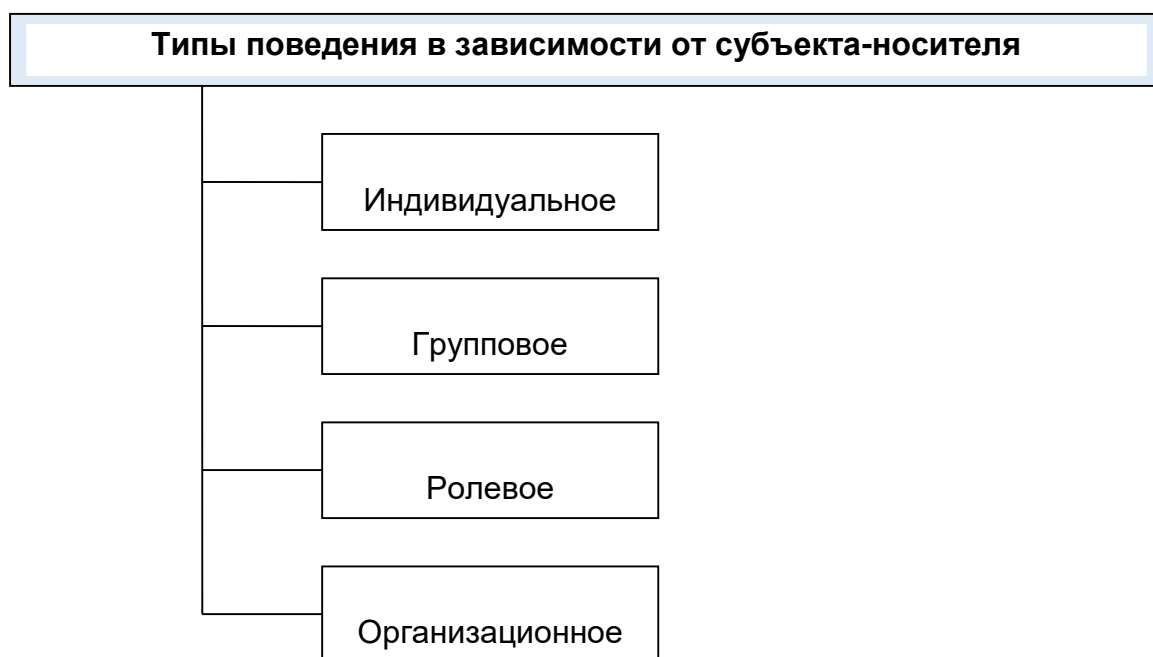 Типы поведения в зависимости от субъекта-носителя
Индивидуальное
Групповое
Ролевое
Организационное